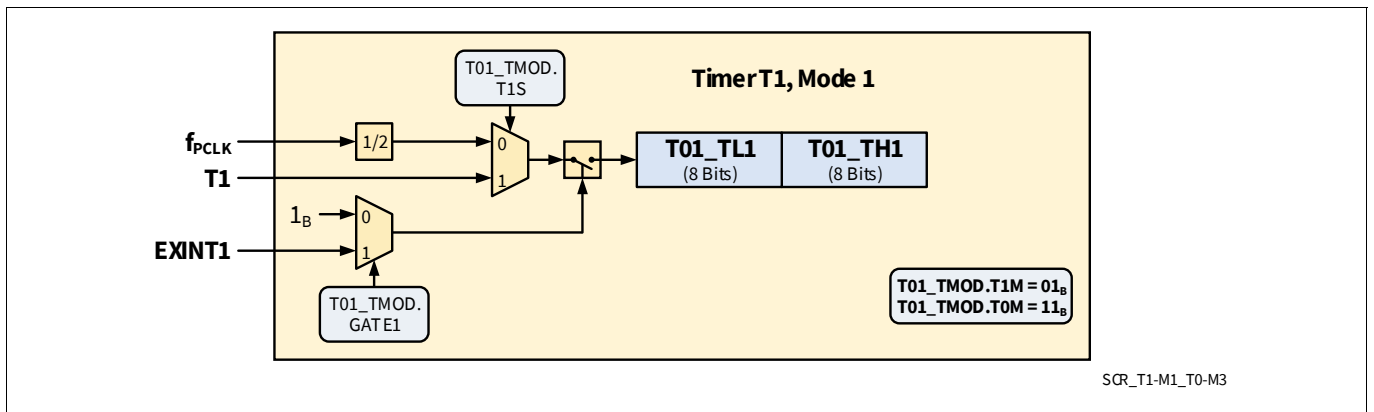 T01_TMOD.
T1S
Timer T1, Mode 1
fPCLK
1/2
0
T01_TL1
(8 Bits)
T01_TH1
(8 Bits)
T1
1
1B
0
EXINT1
1
T01_TMOD.
GATE1
T01_TMOD.T1M = 01B
T01_TMOD.T0M = 11B
SCR_T1-M1_T0-M3